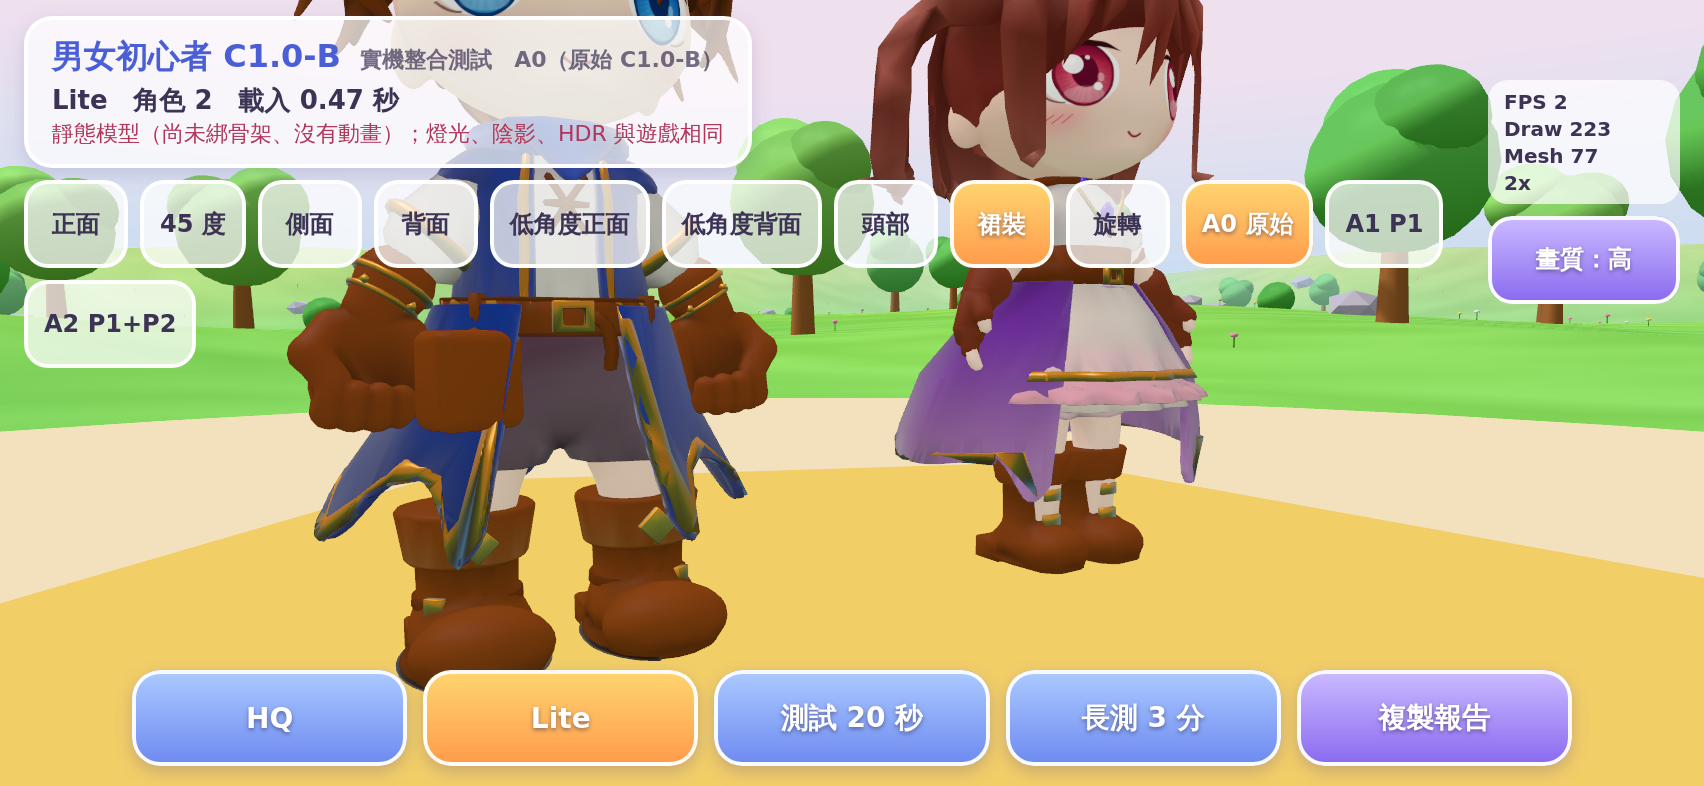 男女初心者 C1.0-B 實機整合測試 A0（原始 C1.0-B）
Lite 角色 2 載入 0.47 秒
靜態模型（尚未綁骨架、沒有動畫）；燈光、陰影、HDR 與遊戲相同
FPS 2
Draw 223
Mesh 77
2x
正面
45 度
側面
背面
低角度正面
低角度背面
頭部
裙裝
旋轉
A0 原始
A1 P1
畫質：高
A2 P1+P2
HQ
Lite
測試 20 秒
長測 3 分
複製報告